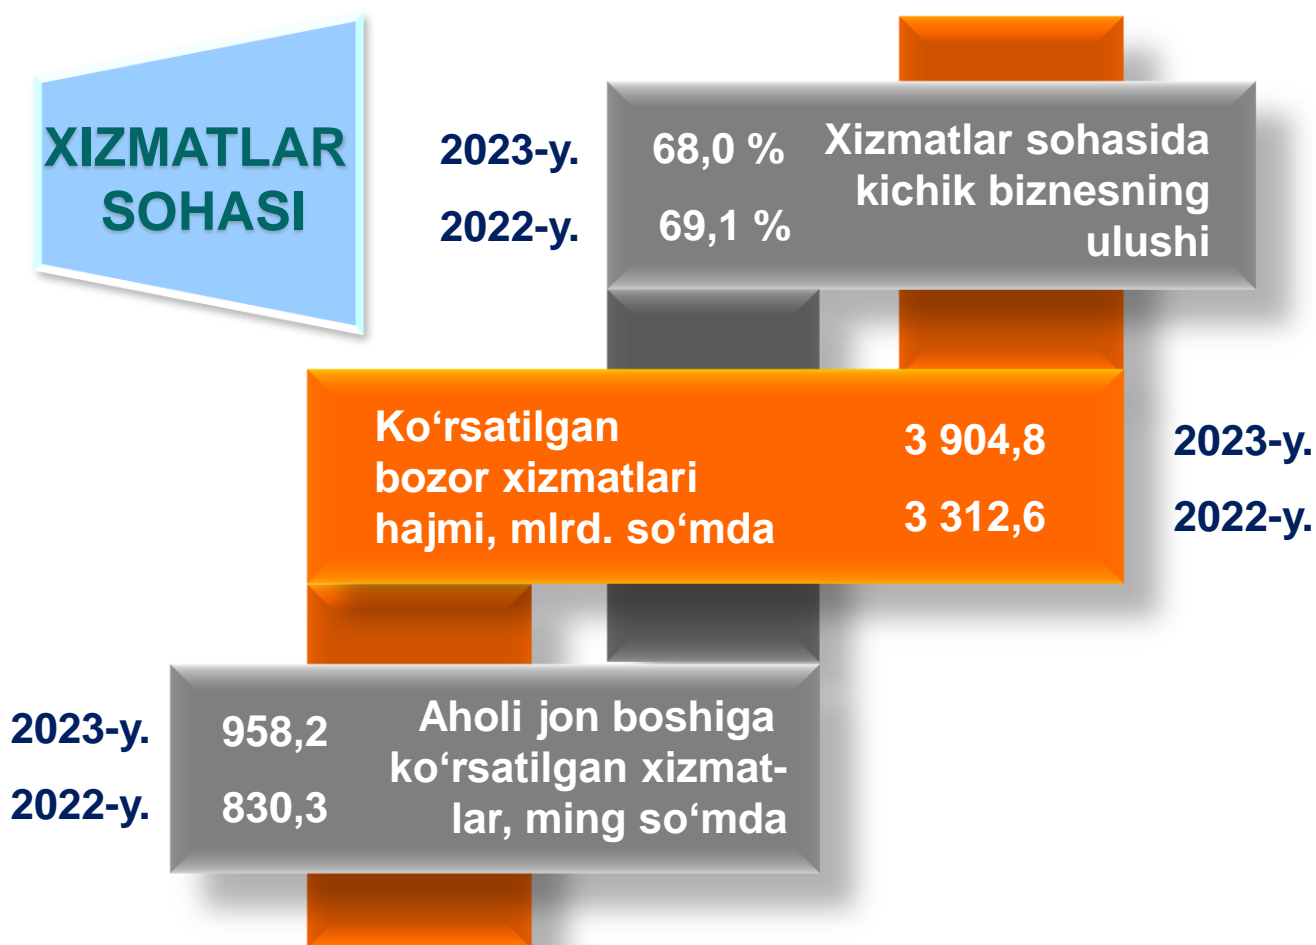 XIZMATLAR
SOHASI
2023-y. 68,0 %
2022-y. 69,1 %
Xizmatlar sohasida
kichik biznesning
ulushi
Ko‘rsatilgan
bozor xizmatlari
hajmi, mlrd. so‘mda
3 904,8 2023-y.
3 312,6 2022-y.
2023-y. 958,2
2022-y. 830,3
Aholi jon boshiga
ko‘rsatilgan xizmat-
lar, ming so‘mda